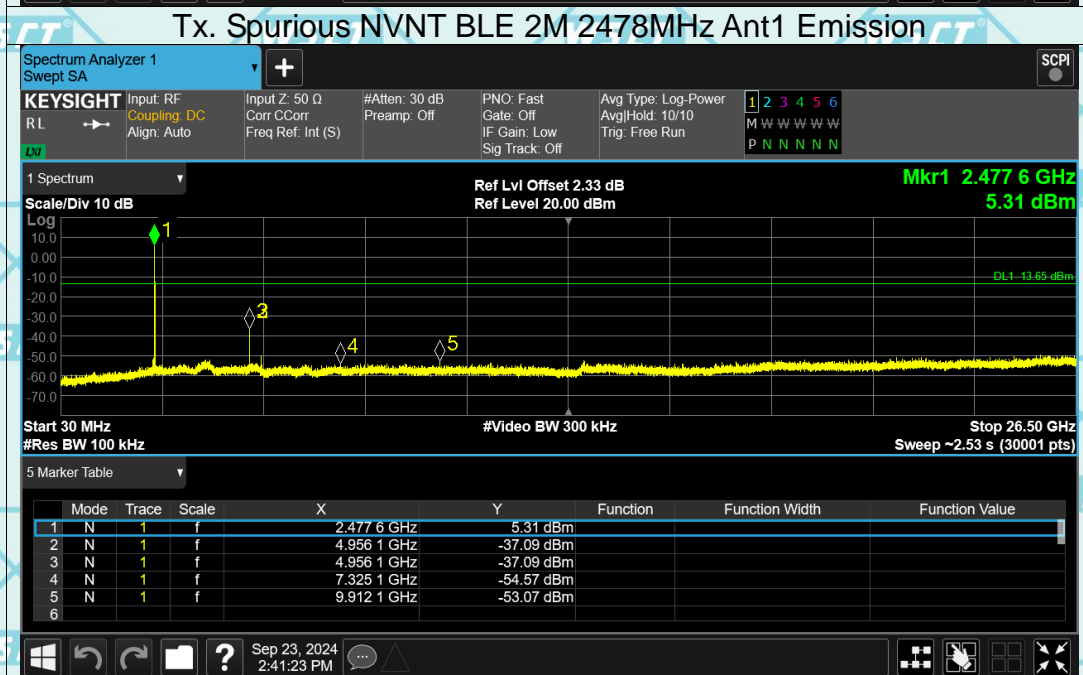 Tx. Spurious NVNT BLE 2M 2478MHz Ant1 Emission
Spectrum Analyzer 1
Swept SA
+
SCPI
KEYSIGHT Input: RF Input Z: 50 Ω #Atten: 30 dB PNO: Fast Avg Type: Log-Power 1 2 3 4 5 6
R L Coupling: DC Corr CCorr Preamp: Off Gate: Off Avg|Hold: 10/10 M W W W W W
Align: Auto Freq Ref: Int (S) IF Gain: Low Trig: Free Run P N N N N N
LXI Sig Track: Off
1 Spectrum Ref Lvl Offset 2.33 dB Mkr1 2.477 6 GHz
Scale/Div 10 dB Ref Level 20.00 dBm 5.31 dBm
Log
1
10.0
0.00
-10.0 DL1 -13.65 dBm
-20.0
-30.0 3
-40.0 4 5
-50.0
-60.0
-70.0
Start 30 MHz #Video BW 300 kHz Stop 26.50 GHz
#Res BW 100 kHz Sweep ~2.53 s (30001 pts)
5 Marker Table
Mode Trace Scale X Y Function Function Width Function Value
1 N 1 f 2.477 6 GHz 5.31 dBm
2 N 1 f 4.956 1 GHz -37.09 dBm
3 N 1 f 4.956 1 GHz -37.09 dBm
4 N 1 f 7.325 1 GHz -54.57 dBm
5 N 1 f 9.912 1 GHz -53.07 dBm
6
? Sep 23, 2024
2:41:23 PM